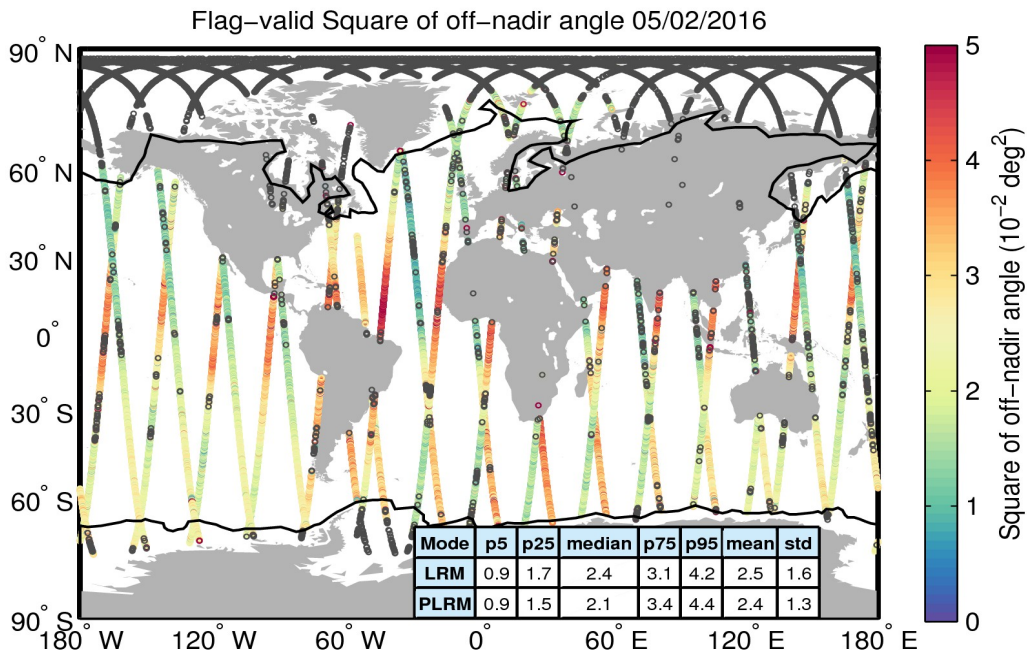 Flag−valid Square of off−nadir angle 05/02/2016
90° N
60° N
30° N
0°
30° S
60° S
90° S
180° W
120° W
60° W
0°
60° E
120° E
180° E
Mode p5 p25 median p75 p95 mean std
LRM 0.9 1.7 2.4 3.1 4.2 2.5 1.6
PLRM 0.9 1.5 2.1 3.4 4.4 2.4 1.3
5
4
3
2
1
0
Square of off−nadir angle (10⁻² deg²)